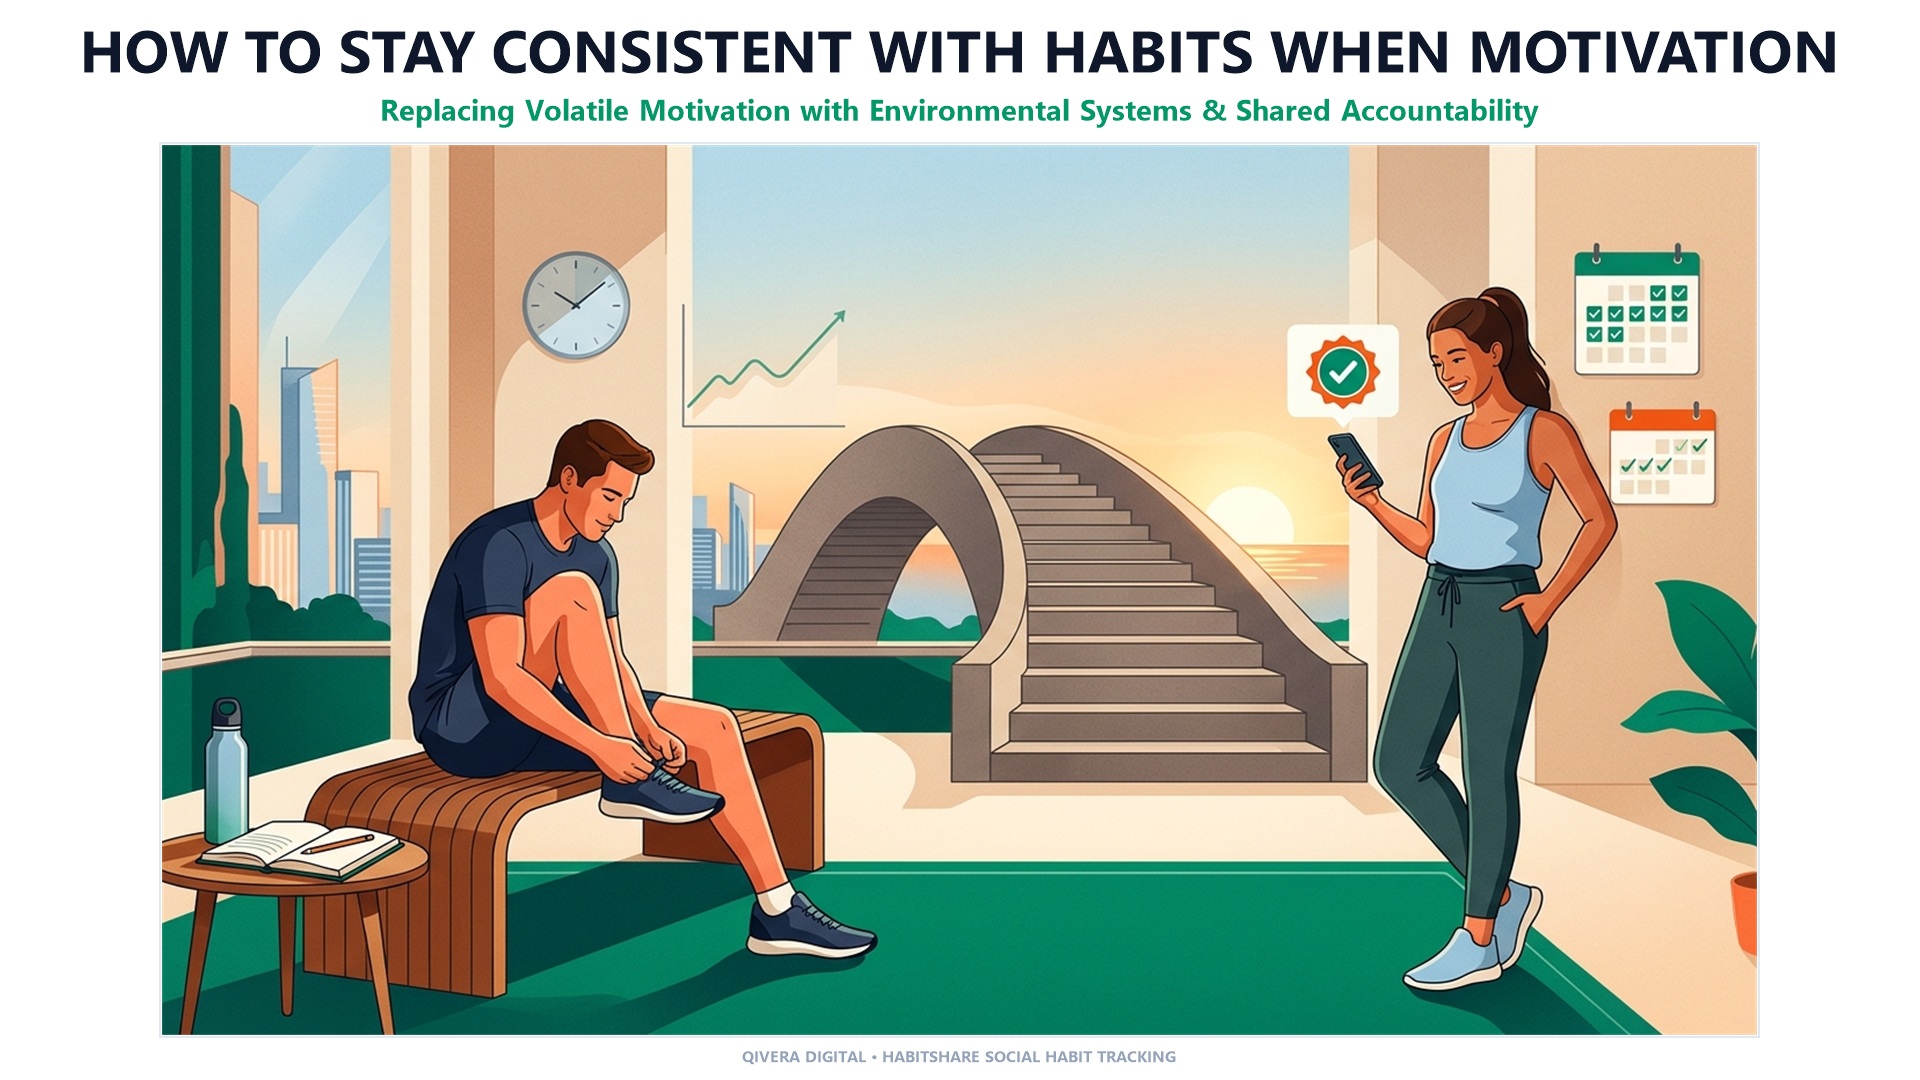 HOW TO STAY CONSISTENT WITH HABITS WHEN MOTIVATION
Replacing Volatile Motivation with Environmental Systems & Shared Accountability
QIVERA DIGITAL • HABITSHARE SOCIAL HABIT TRACKING